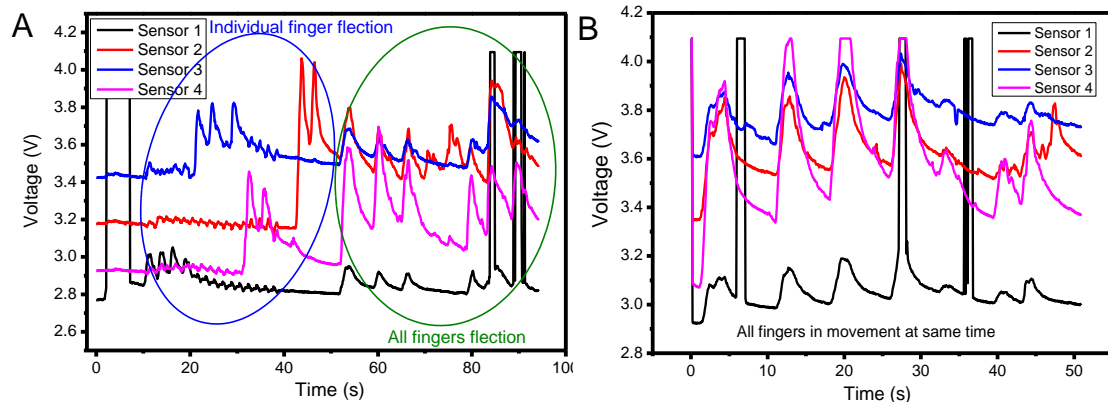 A
Individual finger flection
Sensor 1
Sensor 2
Sensor 3
Sensor 4
4.2
4.0
3.8
3.6
3.4
3.2
3.0
2.8
2.6
Voltage (V)
All fingers flection
0 20 40 60 80 100
Time (s)
B
Sensor 1
Sensor 2
Sensor 3
Sensor 4
4.2
4.0
3.8
3.6
3.4
3.2
3.0
2.8
Voltage (V)
All fingers in movement at same time
0 10 20 30 40 50
Time (s)